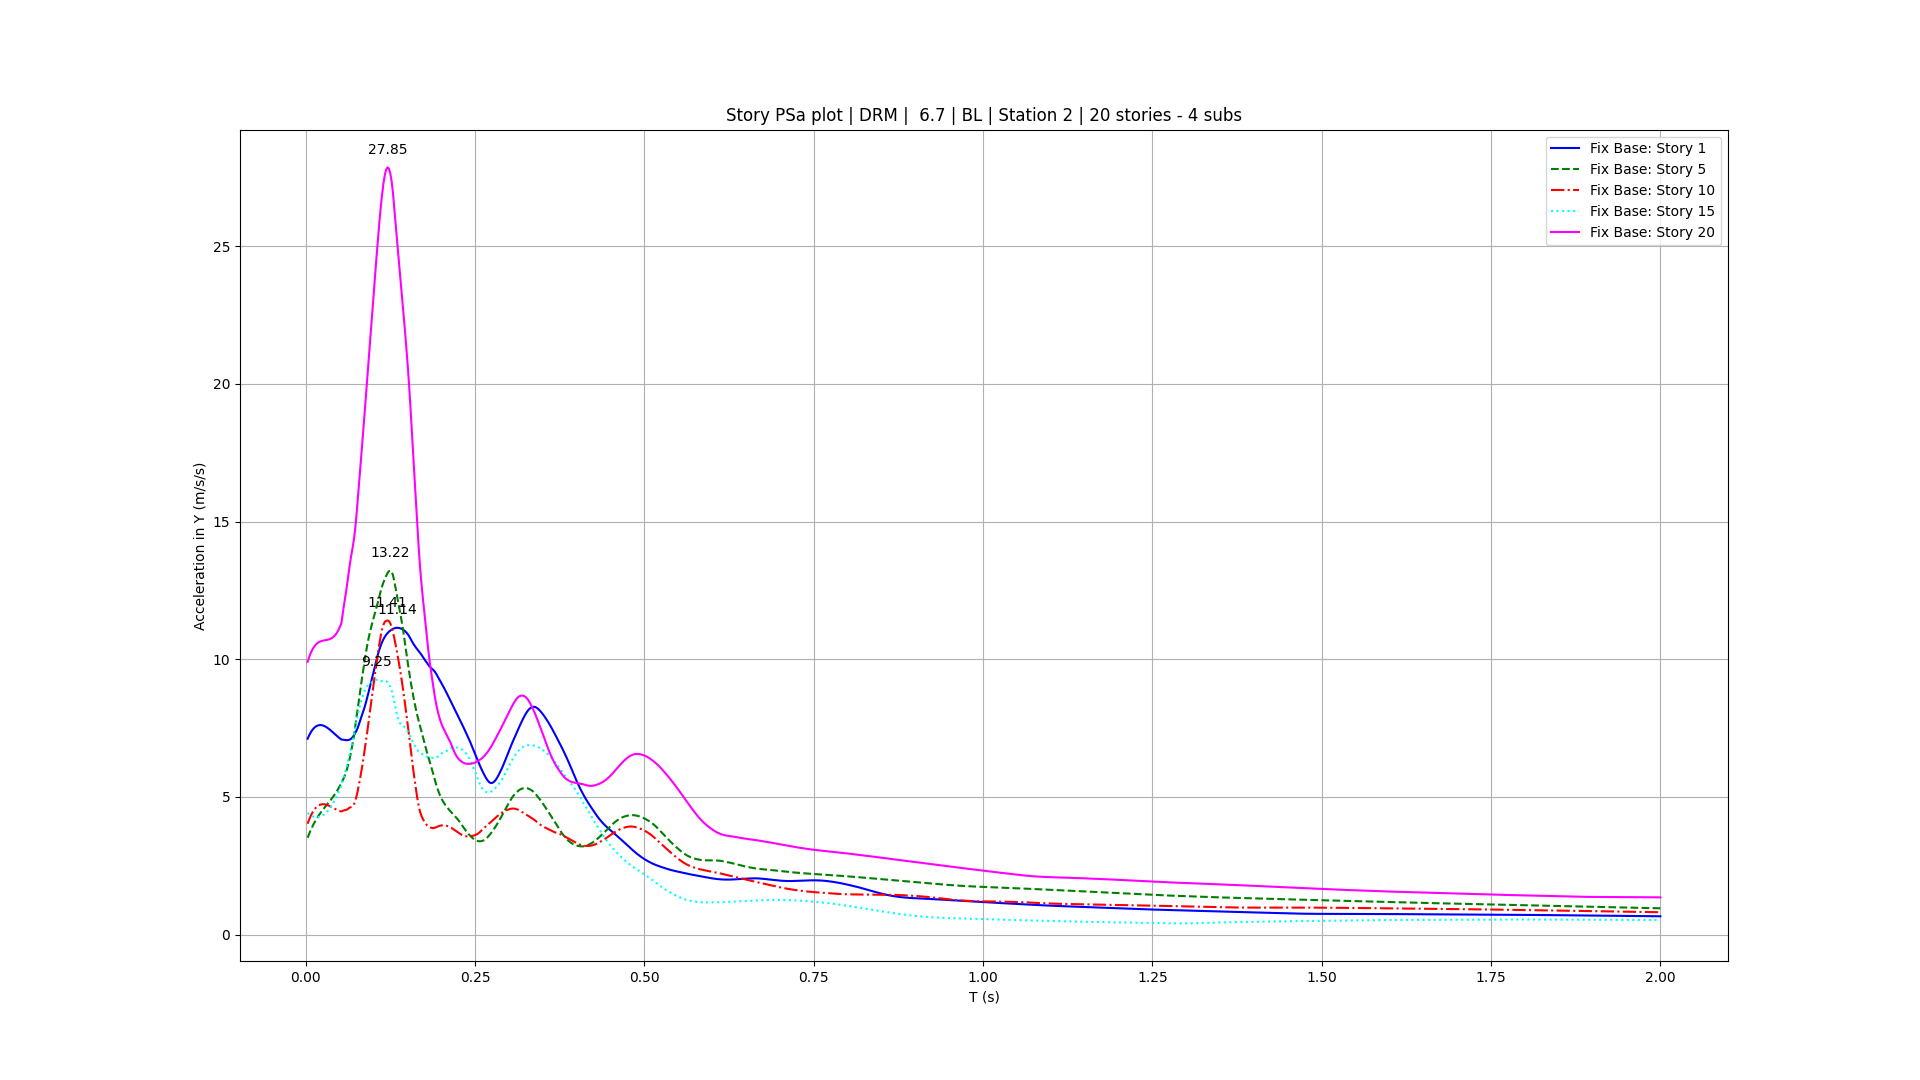 Story PSa plot | DRM |  6.7 | BL | Station 2 | 20 stories - 4 subs
27.85
Fix Base: Story 1
Fix Base: Story 5
Fix Base: Story 10
Fix Base: Story 15
Fix Base: Story 20
25
20
15
13.22
11.41
11.14
10
9.25
5
0
Acceleration in Y (m/s/s)
0.00 0.25 0.50 0.75 1.00 1.25 1.50 1.75 2.00
T (s)